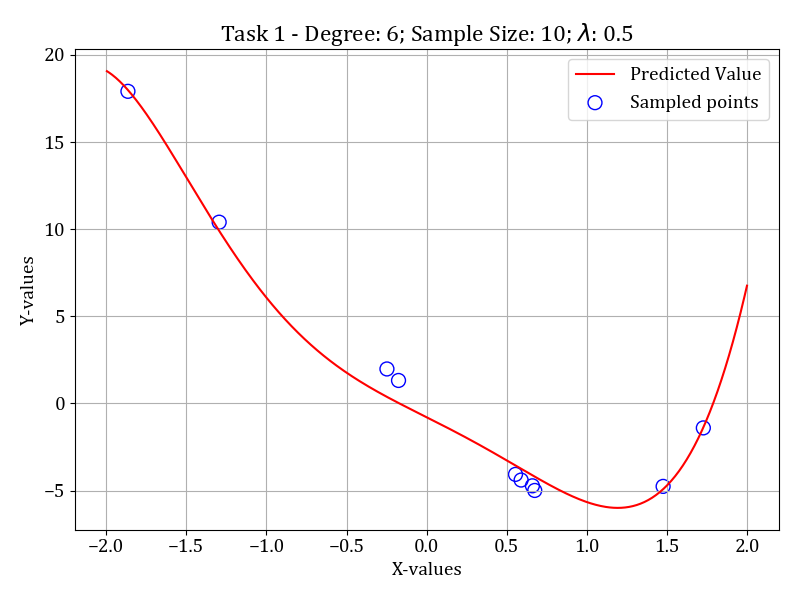 Task 1 - Degree: 6; Sample Size: 10; λ: 0.5
Predicted Value
Sampled points
Y-values
20
15
10
5
0
−5
−2.0 −1.5 −1.0 −0.5 0.0 0.5 1.0 1.5 2.0
X-values